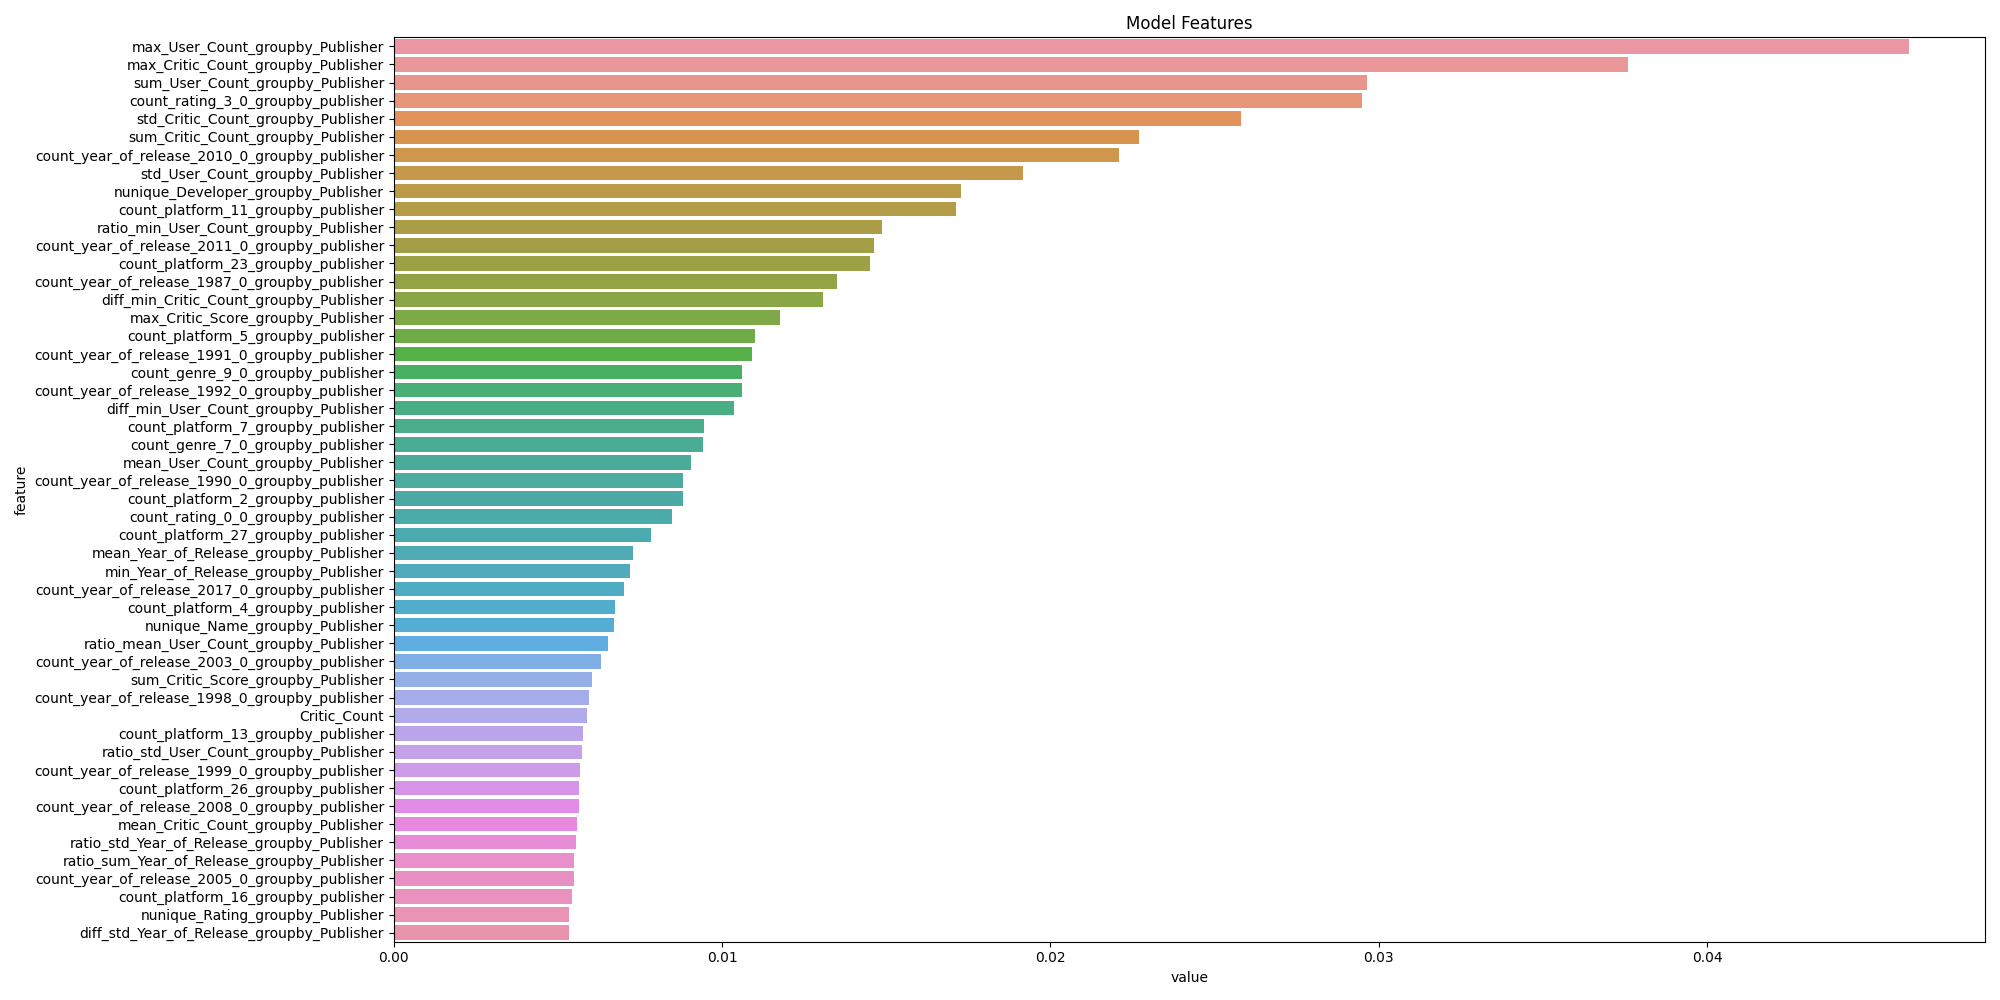 Model Features
max_User_Count_groupby_Publisher
max_Critic_Count_groupby_Publisher
sum_User_Count_groupby_Publisher
count_rating_3_0_groupby_publisher
std_Critic_Count_groupby_Publisher
sum_Critic_Count_groupby_Publisher
count_year_of_release_2010_0_groupby_publisher
std_User_Count_groupby_Publisher
nunique_Developer_groupby_Publisher
count_platform_11_groupby_publisher
ratio_min_User_Count_groupby_Publisher
count_year_of_release_2011_0_groupby_publisher
count_platform_23_groupby_publisher
count_year_of_release_1987_0_groupby_publisher
diff_min_Critic_Count_groupby_Publisher
max_Critic_Score_groupby_Publisher
count_platform_5_groupby_publisher
count_year_of_release_1991_0_groupby_publisher
count_genre_9_0_groupby_publisher
count_year_of_release_1992_0_groupby_publisher
diff_min_User_Count_groupby_Publisher
count_platform_7_groupby_publisher
count_genre_7_0_groupby_publisher
mean_User_Count_groupby_Publisher
count_year_of_release_1990_0_groupby_publisher
count_platform_2_groupby_publisher
count_rating_0_0_groupby_publisher
count_platform_27_groupby_publisher
mean_Year_of_Release_groupby_Publisher
min_Year_of_Release_groupby_Publisher
count_year_of_release_2017_0_groupby_publisher
count_platform_4_groupby_publisher
nunique_Name_groupby_Publisher
ratio_mean_User_Count_groupby_Publisher
count_year_of_release_2003_0_groupby_publisher
sum_Critic_Score_groupby_Publisher
count_year_of_release_1998_0_groupby_publisher
Critic_Count
count_platform_13_groupby_publisher
ratio_std_User_Count_groupby_Publisher
count_year_of_release_1999_0_groupby_publisher
count_platform_26_groupby_publisher
count_year_of_release_2008_0_groupby_publisher
mean_Critic_Count_groupby_Publisher
ratio_std_Year_of_Release_groupby_Publisher
ratio_sum_Year_of_Release_groupby_Publisher
count_year_of_release_2005_0_groupby_publisher
count_platform_16_groupby_publisher
nunique_Rating_groupby_Publisher
diff_std_Year_of_Release_groupby_Publisher
feature
0.00 0.01 0.02 0.03 0.04
value